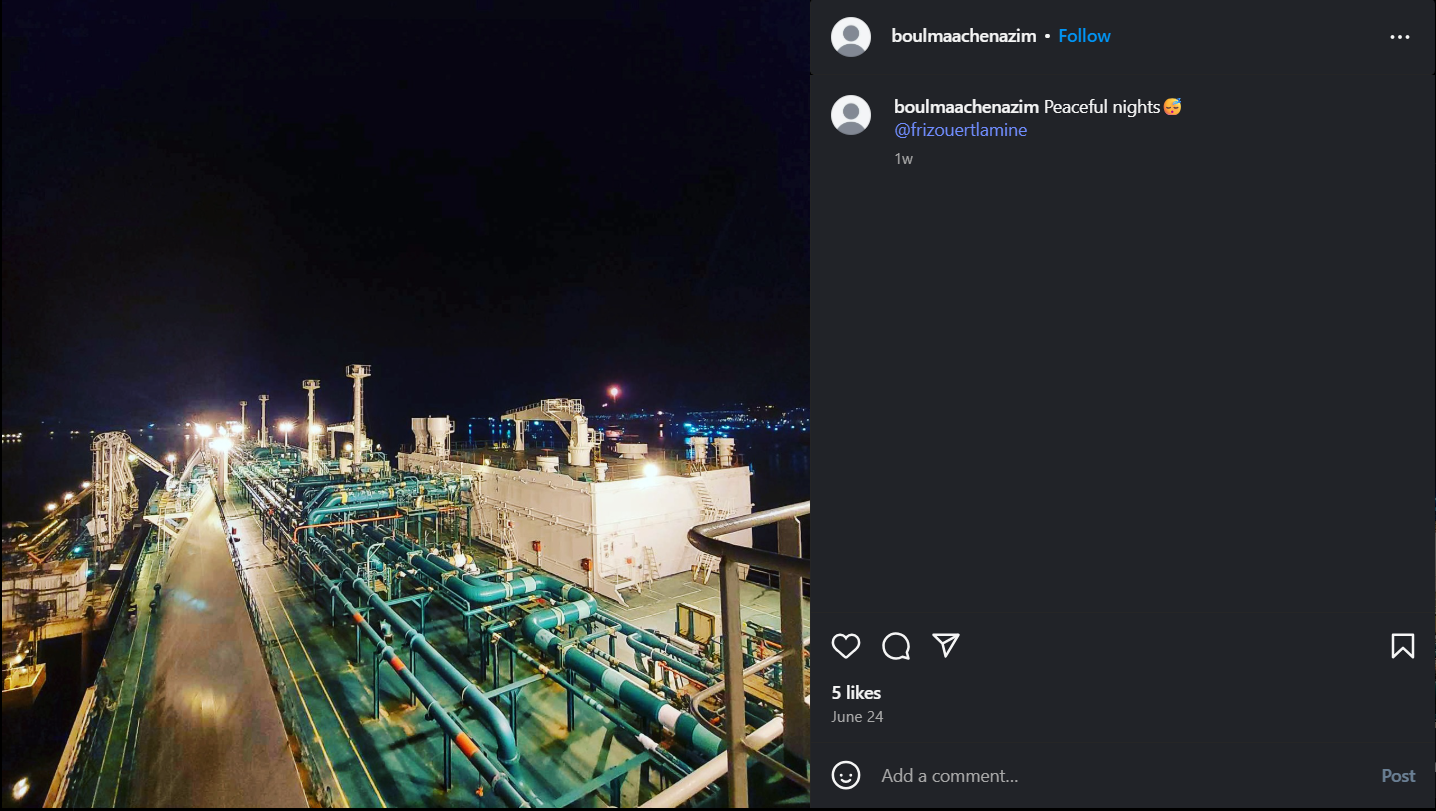 boulmaachenazim • Follow
boulmaachenazim Peaceful nights😴
@frizouertlamine
1w
5 likes
June 24
Add a comment...
Post